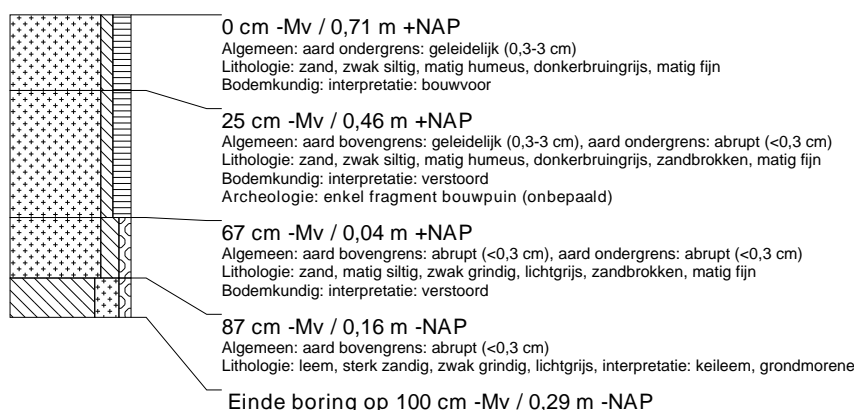 0 cm -Mv / 0,71 m +NAP
Algemeen: aard ondergrens: geleidelijk (0,3-3 cm)
Lithologie: zand, zwak siltig, matig humeus, donkerbruingrijs, matig fijn
Bodemkundig: interpretatie: bouwvoor
25 cm -Mv / 0,46 m +NAP
Algemeen: aard bovengrens: geleidelijk (0,3-3 cm), aard ondergrens: abrupt (<0,3 cm)
Lithologie: zand, zwak siltig, matig humeus, donkerbruingrijs, zandbrokken, matig fijn
Bodemkundig: interpretatie: verstoord
Archeologie: enkel fragment bouwpuin (onbepaald)
67 cm -Mv / 0,04 m +NAP
Algemeen: aard bovengrens: abrupt (<0,3 cm), aard ondergrens: abrupt (<0,3 cm)
Lithologie: zand, matig siltig, zwak grindig, lichtgrijs, zandbrokken, matig fijn
Bodemkundig: interpretatie: verstoord
87 cm -Mv / 0,16 m -NAP
Algemeen: aard bovengrens: abrupt (<0,3 cm)
Lithologie: leem, sterk zandig, zwak grindig, lichtgrijs, interpretatie: keileem, grondmorene
Einde boring op 100 cm -Mv / 0,29 m -NAP